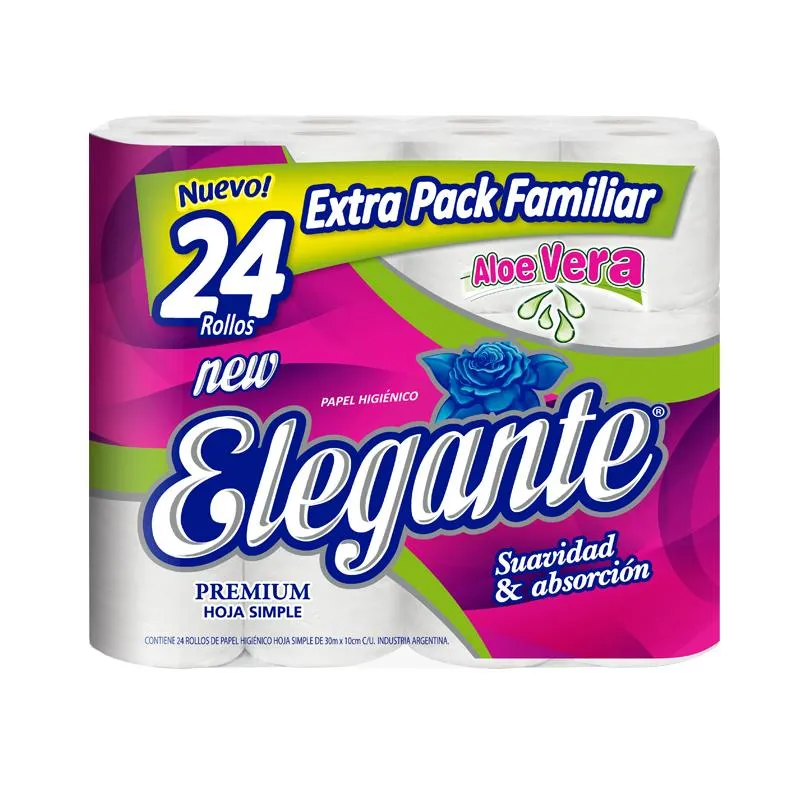 Nuevo!
24
Rollos
Extra Pack Familiar
Aloe Vera
new
PAPEL HIGIÉNICO
Elegante®
Suavidad
& absorción
PREMIUM
HOJA SIMPLE
CONTIENE 24 ROLLOS DE PAPEL HIGIÉNICO HOJA SIMPLE DE 30m x 10cm C/U. INDUSTRIA ARGENTINA.